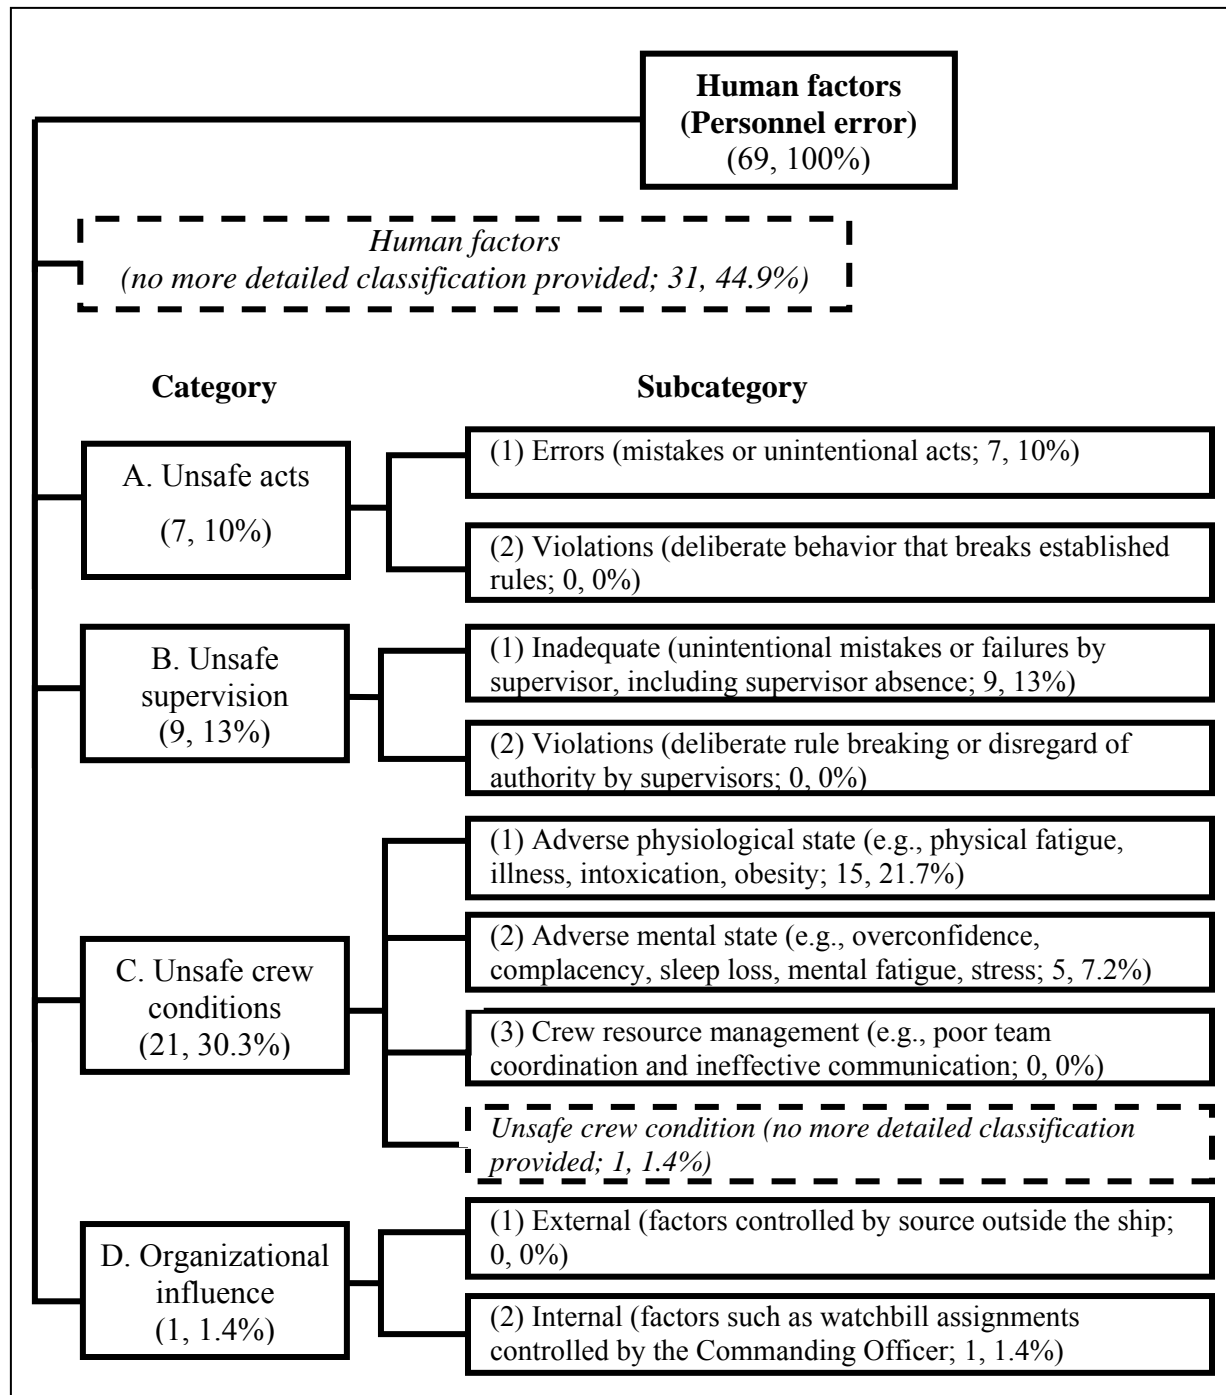 Human factors
(Personnel error)
(69, 100%)
Human factors
(no more detailed classification provided; 31, 44.9%)
Category
Subcategory
A. Unsafe acts
(7, 10%)
(1) Errors (mistakes or unintentional acts; 7, 10%)
(2) Violations (deliberate behavior that breaks established
rules; 0, 0%)
B. Unsafe
supervision
(9, 13%)
(1) Inadequate (unintentional mistakes or failures by
supervisor, including supervisor absence; 9, 13%)
(2) Violations (deliberate rule breaking or disregard of
authority by supervisors; 0, 0%)
C. Unsafe crew
conditions
(21, 30.3%)
(1) Adverse physiological state (e.g., physical fatigue,
illness, intoxication, obesity; 15, 21.7%)
(2) Adverse mental state (e.g., overconfidence,
complacency, sleep loss, mental fatigue, stress; 5, 7.2%)
(3) Crew resource management (e.g., poor team
coordination and ineffective communication; 0, 0%)
Unsafe crew condition (no more detailed classification
provided; 1, 1.4%)
D. Organizational
influence
(1, 1.4%)
(1) External (factors controlled by source outside the ship;
0, 0%)
(2) Internal (factors such as watchbill assignments
controlled by the Commanding Officer; 1, 1.4%)